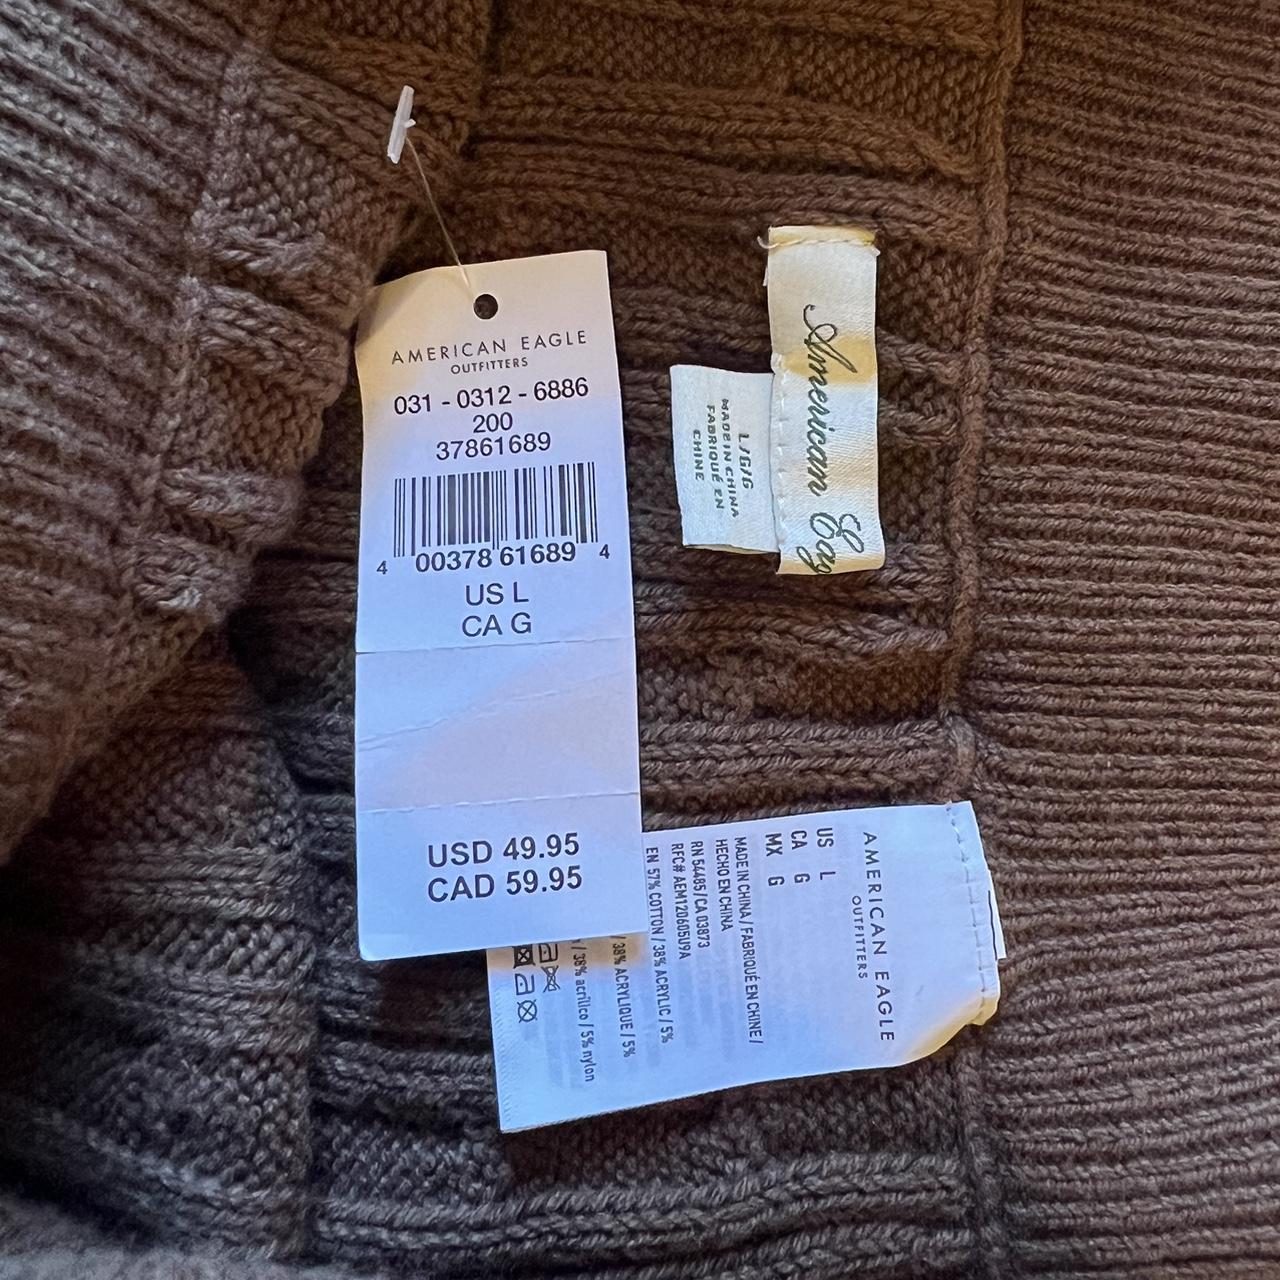 AMERICAN EAGLE
OUTFITTERS
031 - 0312 - 6886
200
37861689
4 00378 61689 4
US L
CA G
USD 49.95
CAD 59.95
American Eag
L/G/G
MADE IN CHINA
FABRIQUÉ EN
CHINE
AMERICAN EAGLE
OUTFITTERS
US L
CA G
MX G
MADE IN CHINA / FABRIQUÉ EN CHINE /
HECHO EN CHINA
RN 54485 / CA 03873
RFC# AEM120605U9A
EN 57% COTTON / 38% ACRYLIC / 5%
/ 38% ACRYLIQUE / 5%
/ 38% acrílico / 5% nylon